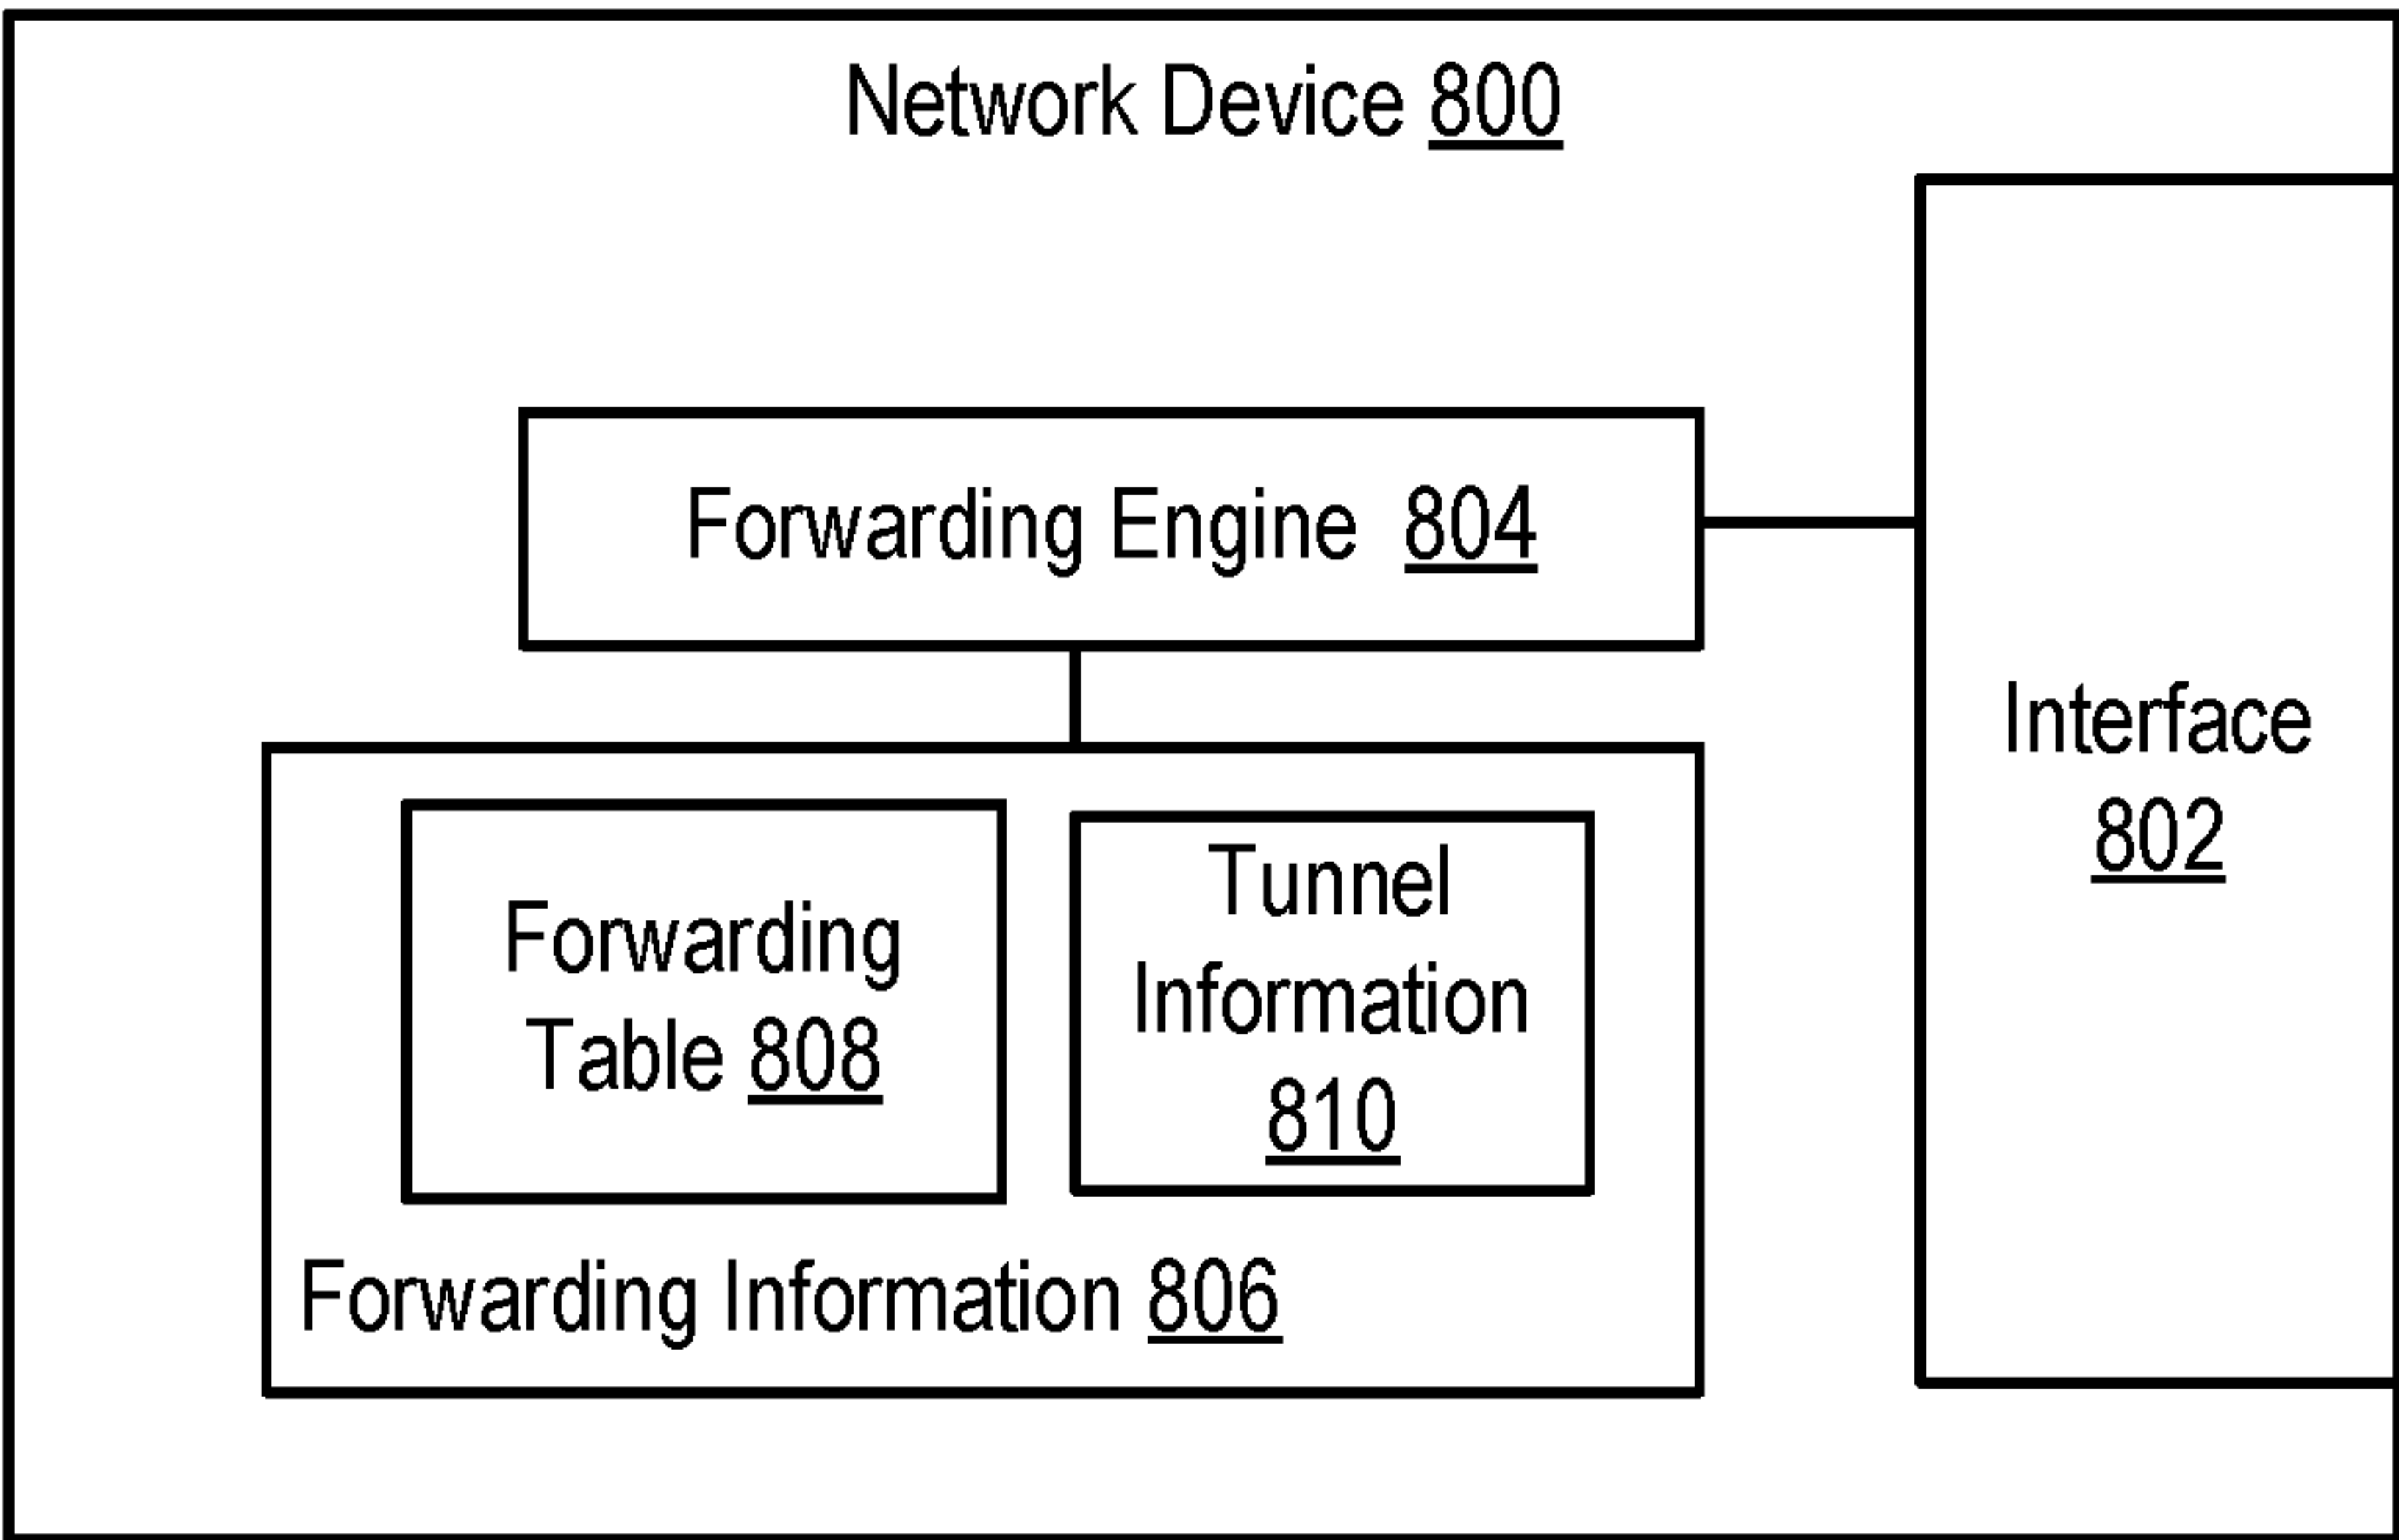 Network Device 800
Forwarding Engine 804
Interface
802
Forwarding
Table 808
Tunnel
Information
810
Forwarding Information 806